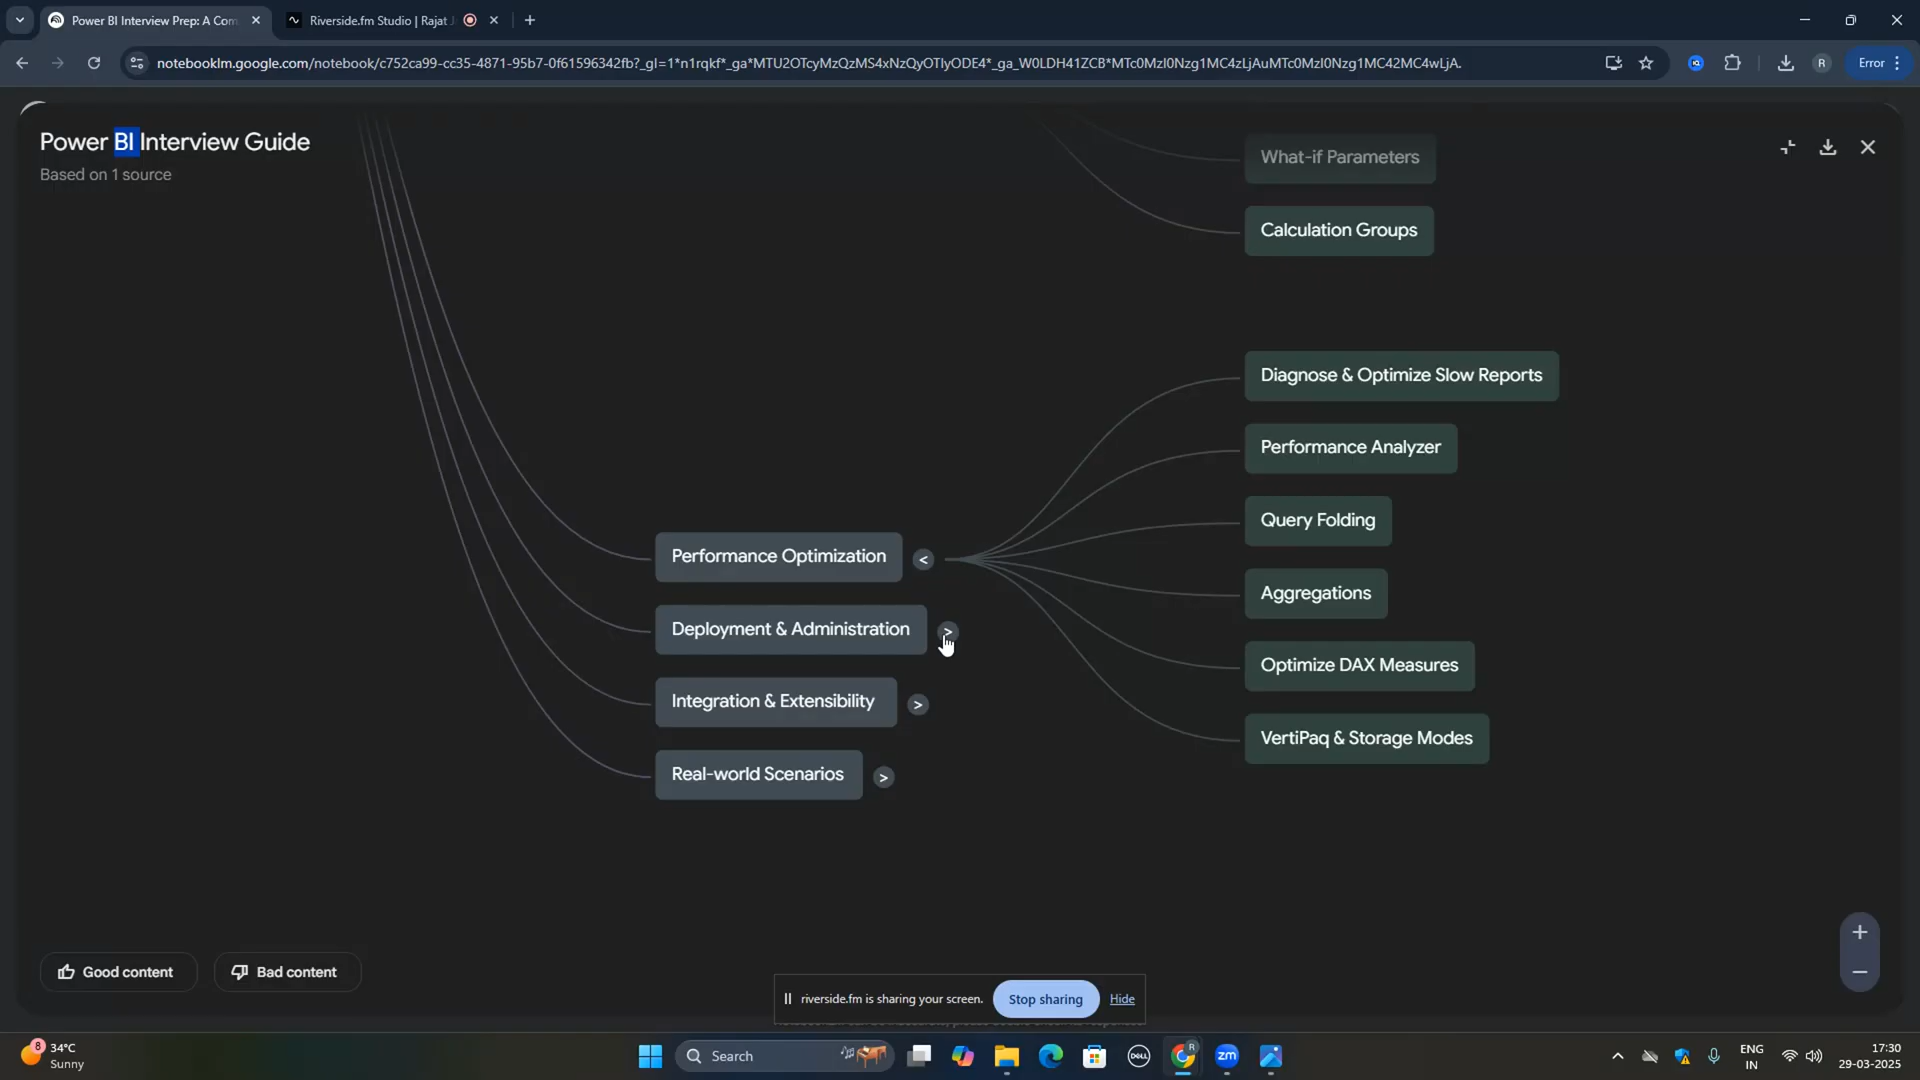 Power BI Interview Prep: A Com
Riverside.fm Studio | Rajat J
notebooklm.google.com/notebook/c752ca99-cc35-4871-95b7-0f61596342fb?_gl=1*n1rqkf*_ga*MTU2OTcyMzQzMS4xNzQyOTIyODE4*_ga_W0LDH41ZCB*MTc0MzI0Nzg1MC4zLjAuMTc0MzI0Nzg1MC42MC4wLjA.
R
Error
Power BI Interview Guide
Based on 1 source
What-if Parameters
Calculation Groups
Diagnose & Optimize Slow Reports
Performance Analyzer
Query Folding
Performance Optimization <
Aggregations
Deployment & Administration >
Optimize DAX Measures
Integration & Extensibility >
VertiPaq & Storage Modes
Real-world Scenarios >
+
−
Good content
Bad content
riverside.fm is sharing your screen.
Stop sharing
Hide
8
34°C
Sunny
Search
DELL
R
zm
ENG
IN
17:30
29-03-2025